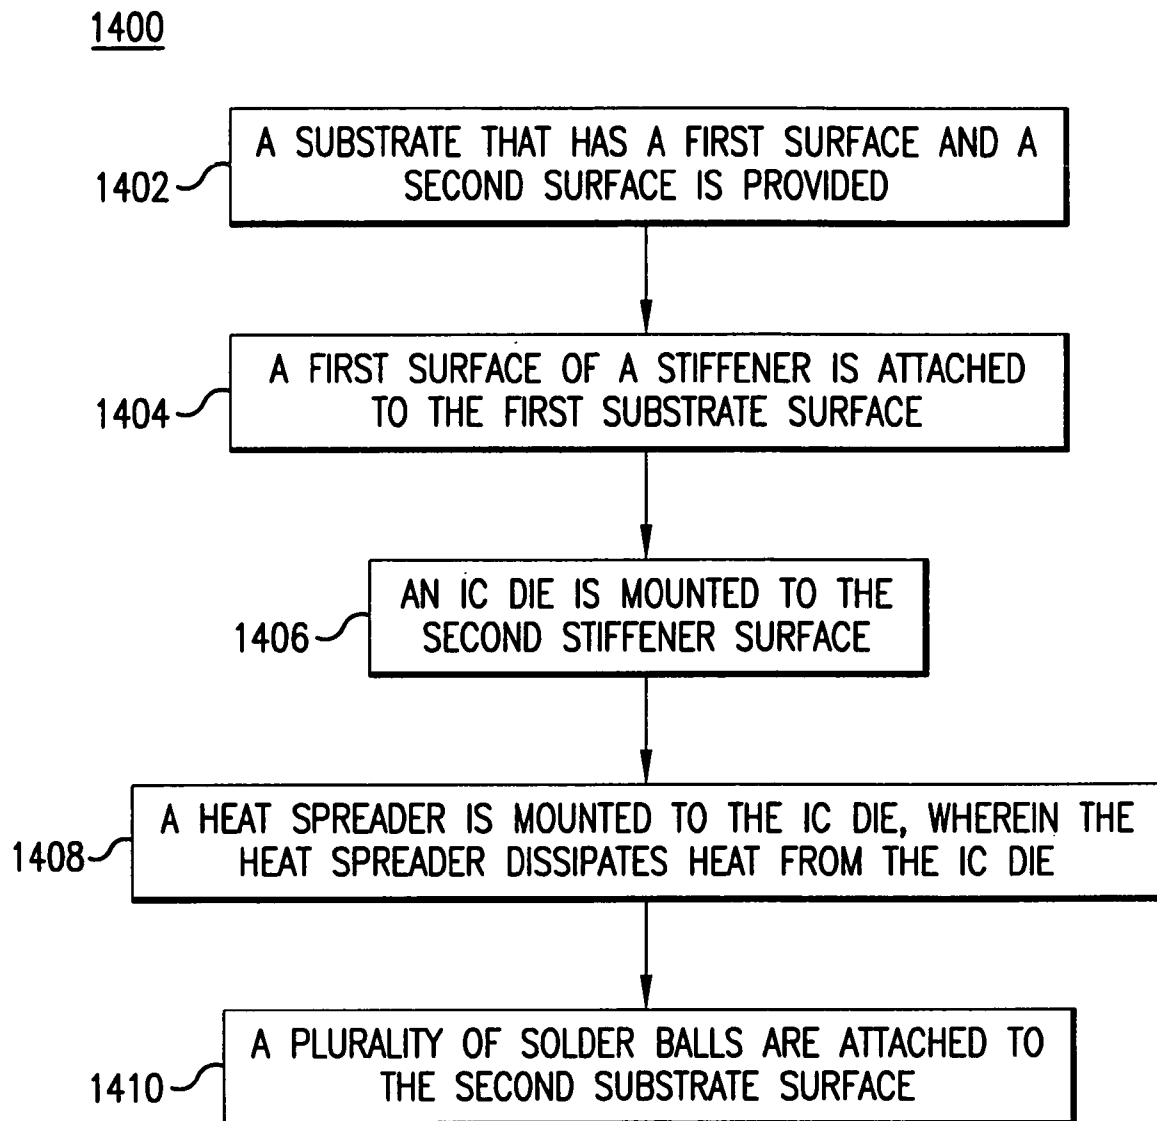 1400
A SUBSTRATE THAT HAS A FIRST SURFACE AND A
SECOND SURFACE IS PROVIDED
1402
A FIRST SURFACE OF A STIFFENER IS ATTACHED
TO THE FIRST SUBSTRATE SURFACE
1404
AN IC DIE IS MOUNTED TO THE
SECOND STIFFENER SURFACE
1406
A HEAT SPREADER IS MOUNTED TO THE IC DIE, WHEREIN THE
HEAT SPREADER DISSIPATES HEAT FROM THE IC DIE
1408
A PLURALITY OF SOLDER BALLS ARE ATTACHED TO
THE SECOND SUBSTRATE SURFACE
1410